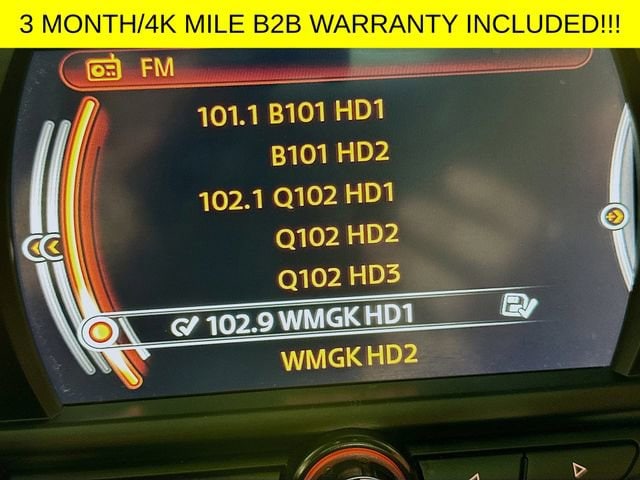 3 MONTH/4K MILE B2B WARRANTY INCLUDED!!!
FM
101.1 B101 HD1
B101 HD2
102.1 Q102 HD1
Q102 HD2
Q102 HD3
102.9 WMGK HD1
WMGK HD2